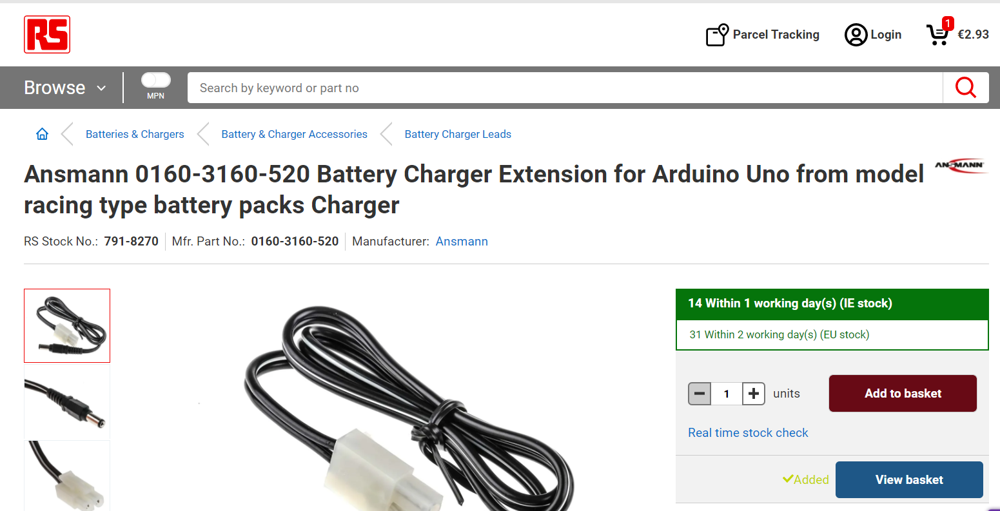 RS
Parcel Tracking
Login
1
€2.93
Browse
MPN
Search by keyword or part no
Batteries & Chargers
Battery & Charger Accessories
Battery Charger Leads
Ansmann 0160-3160-520 Battery Charger Extension for Arduino Uno from model
racing type battery packs Charger
ANSMANN
RS Stock No.: 791-8270
Mfr. Part No.: 0160-3160-520
Manufacturer: Ansmann
14 Within 1 working day(s) (IE stock)
31 Within 2 working day(s) (EU stock)
1
units
Add to basket
Real time stock check
Added
View basket